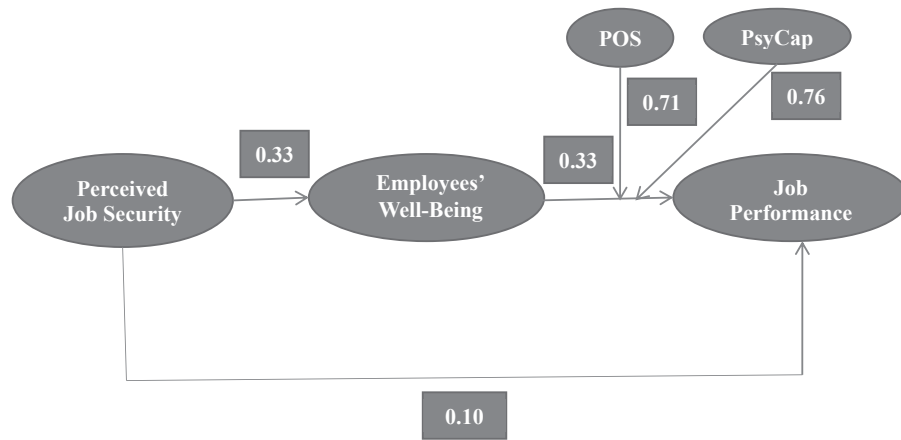 POS
PsyCap
0.71
0.76
0.33
0.33
Perceived
Job Security
Employees’
Well-Being
Job
Performance
0.10